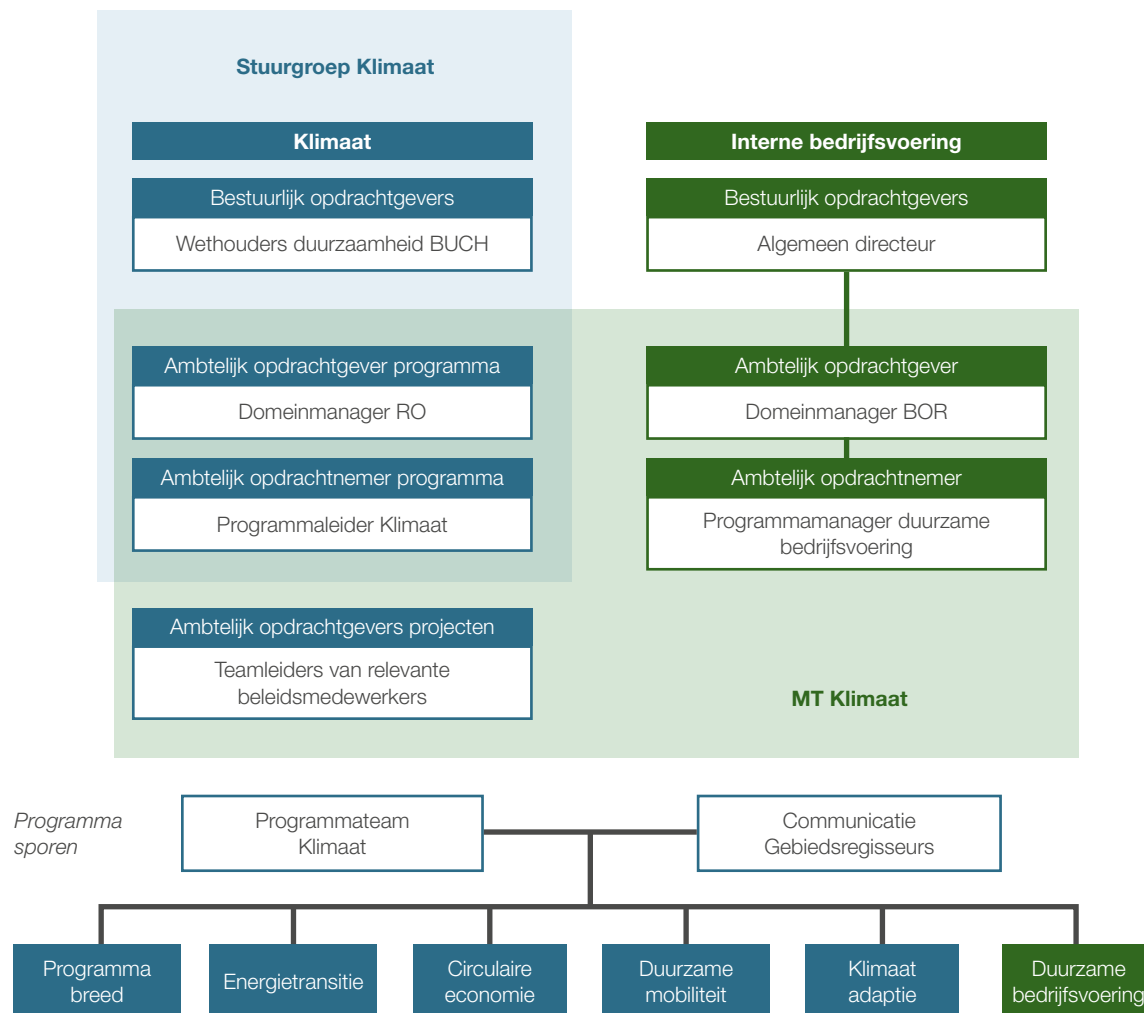 Stuurgroep Klimaat
Klimaat
Bestuurlijk opdrachtgevers
Wethouders duurzaamheid BUCH
Ambtelijk opdrachtgever programma
Domeinmanager RO
Ambtelijk opdrachtnemer programma
Programmaleider Klimaat
Ambtelijk opdrachtgevers projecten
Teamleiders van relevante
beleidsmedewerkers
Interne bedrijfsvoering
Bestuurlijk opdrachtgevers
Algemeen directeur
Ambtelijk opdrachtgever
Domeinmanager BOR
Ambtelijk opdrachtnemer
Programmamanager duurzame
bedrijfsvoering
MT Klimaat
Programma
sporen
Programmateam
Klimaat
Communicatie
Gebiedsregisseurs
Programma
breed
Energietransitie
Circulaire
economie
Duurzame
mobiliteit
Klimaat
adaptie
Duurzame
bedrijfsvoering